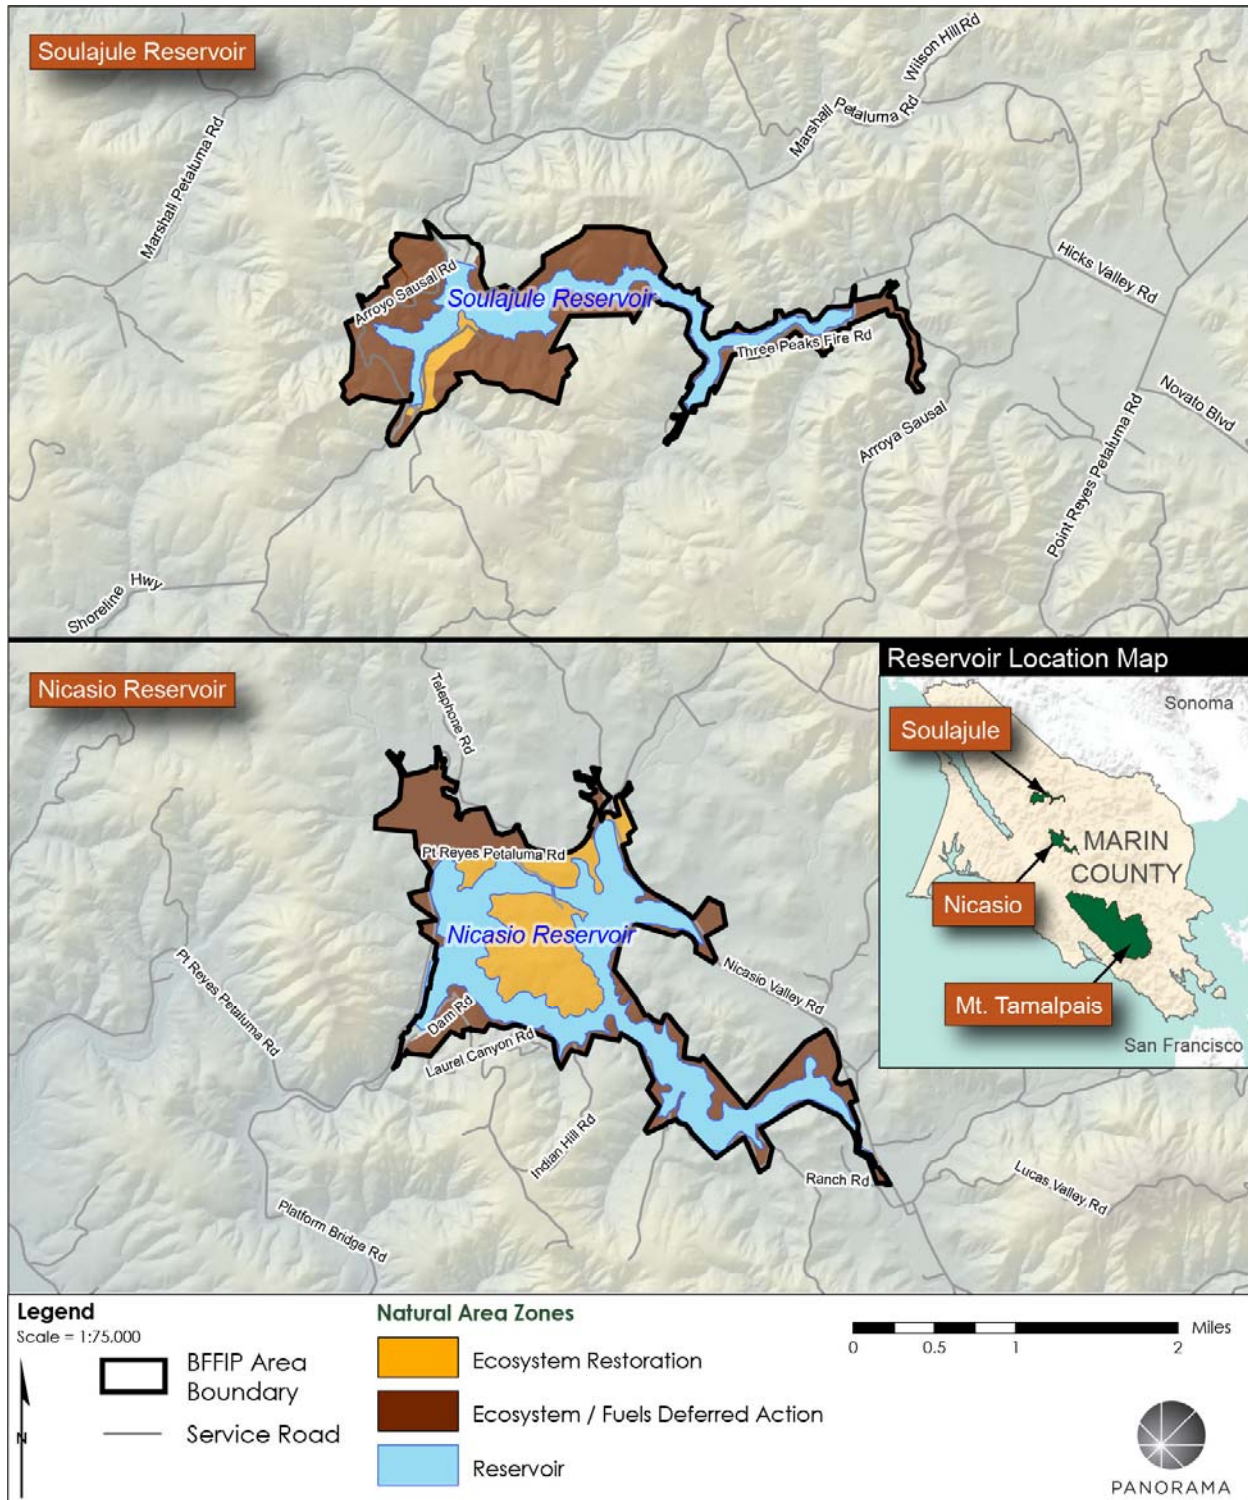 Soulajule Reservoir
Wilson Hill Rd
Marshall Petaluma Rd
Marshall Petaluma Rd
Arroyo Sausal Rd
Soulajule Reservoir
Hicks Valley Rd
Three Peaks Fire Rd
Arroya Sausal
Novato Blvd
Point Reyes Petaluma Rd
Shoreline Hwy
Nicasio Reservoir
Telephone Rd
Pt Reyes Petaluma Rd
Nicasio Reservoir
Pt Reyes Petaluma Rd
Nicasio Valley Rd
Dam Rd
Laurel Canyon Rd
Indian Hill Rd
Ranch Rd
Lucas Valley Rd
Platform Bridge Rd
Reservoir Location Map
Sonoma
Soulajule
MARIN
COUNTY
Nicasio
Mt. Tamalpais
San Francisco
Legend
Scale = 1:75,000
N
BFFIP Area
Boundary
Service Road
Natural Area Zones
Ecosystem Restoration
Ecosystem / Fuels Deferred Action
Reservoir
Miles
0 0.5 1 2
PANORAMA